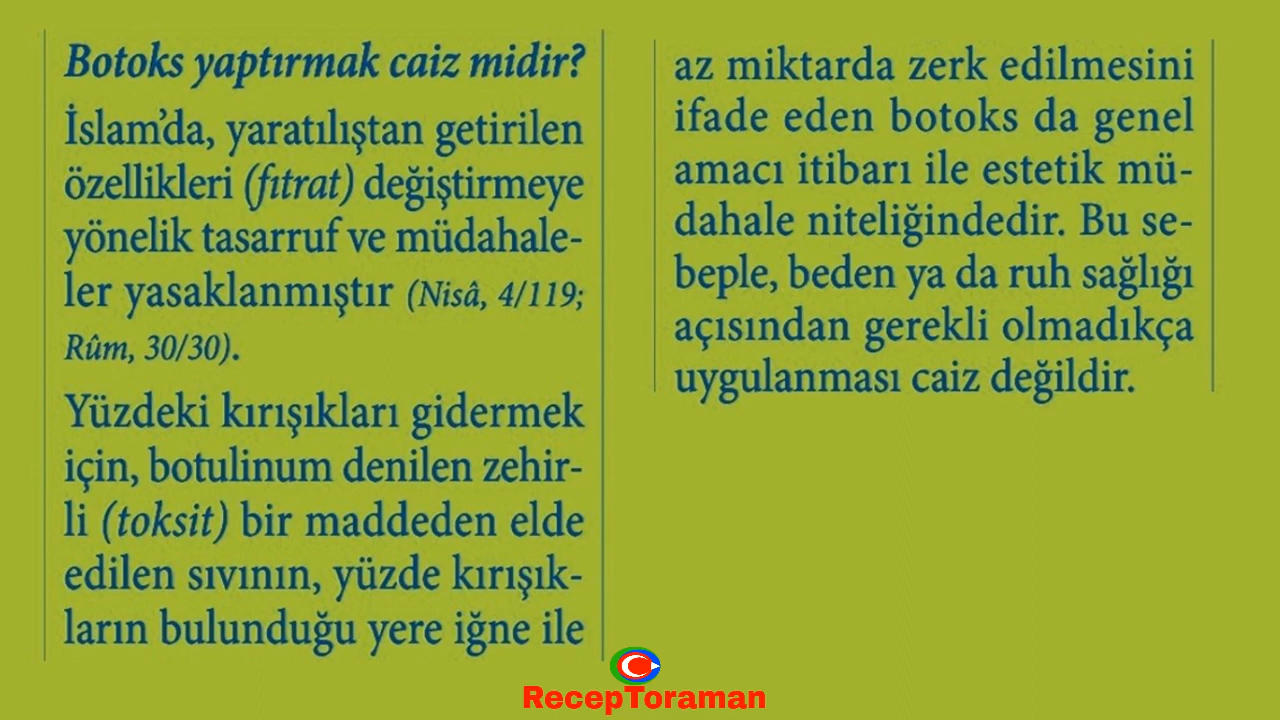 Botoks yaptırmak caiz midir?
İslam’da, yaratılıştan getirilen
özellikleri (fıtrat) değiştirmeye
yönelik tasarruf ve müdahale-
ler yasaklanmıştır (Nisâ, 4/119;
Rûm, 30/30).
Yüzdeki kırışıkları gidermek
için, botulinum denilen zehir-
li (toksit) bir maddeden elde
edilen sıvının, yüzde kırışık-
ların bulunduğu yere iğne ile
az miktarda zerk edilmesini
ifade eden botoks da genel
amacı itibarı ile estetik mü-
dahale niteliğindedir. Bu se-
beple, beden ya da ruh sağlığı
açısından gerekli olmadıkça
uygulanması caiz değildir.
RecepToraman